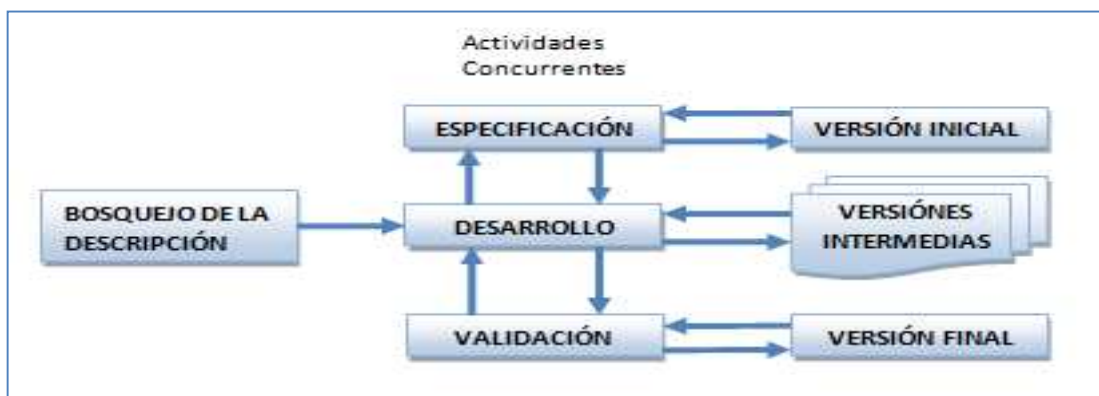 Actividades
Concurrentes
ESPECIFICACIÓN
VERSIÓN INICIAL
BOSQUEJO DE LA
DESCRIPCIÓN
DESARROLLO
VERSIÓNES
INTERMEDIAS
VALIDACIÓN
VERSIÓN FINAL